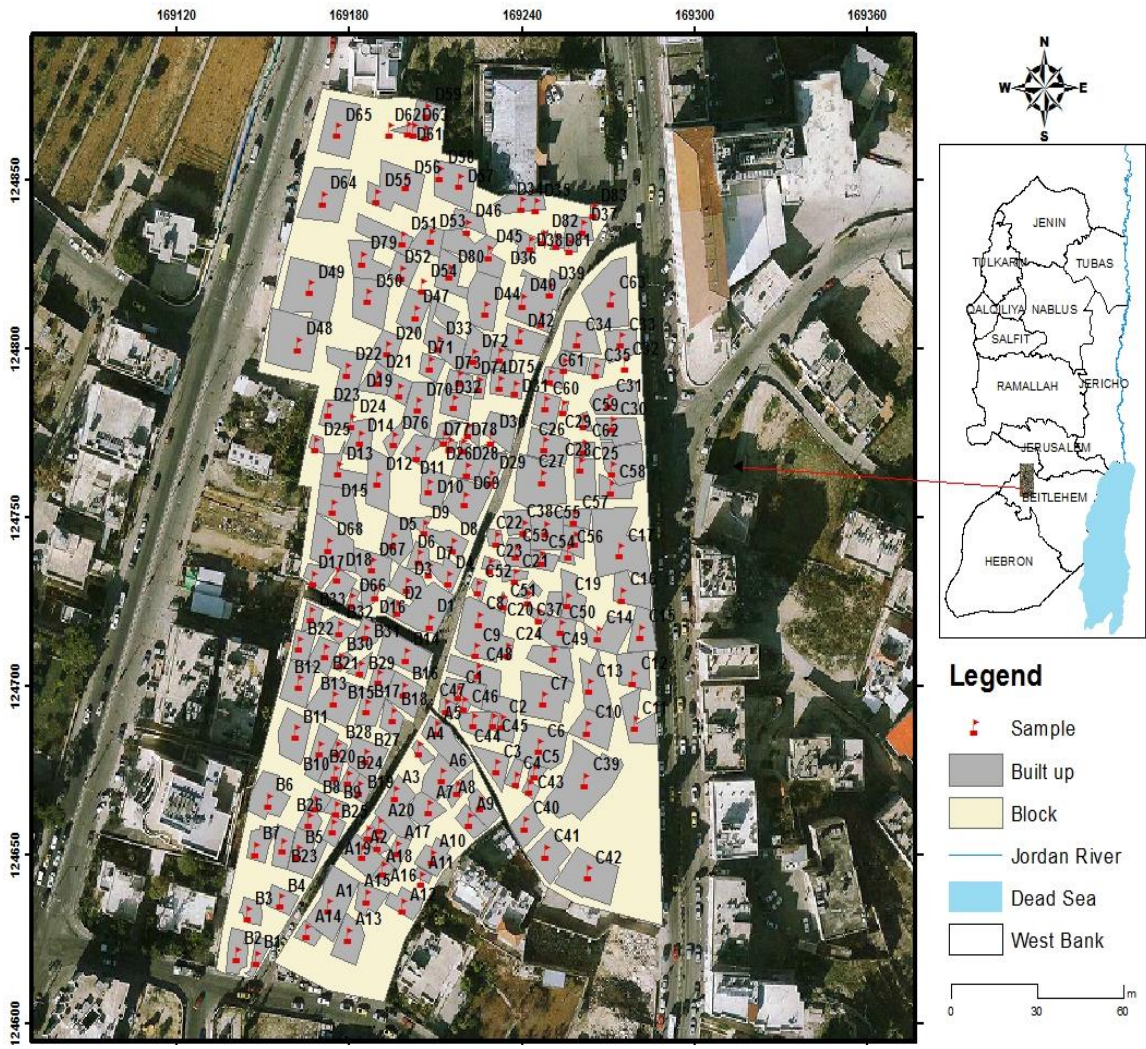 169120 169180 169240 169300 169360
124850
124800
124750
124700
124650
124600
D59
D65 D62 D63
D61
D58
D56 D57
D64 D55
D34 D35 D83
D46 D37
D51 D53 D82
D79 D45 D38 D81
D52 D80 D36
D49 D50 D54 D39
D47 D44 D40 C63
D48 D20 D33 D42
D71 D72 C34 C33
D22 D21 D73 D75 C61 C35 C32
D19 D74
D23 D70 D32 D31 C60 C31
D24 C59 C30
D25 D14 D76 D77 D78 D30 C29
D26 D28 C26 C62
D13 D12 D11 D29 C27 C28 C25
D15 D10 D69 C58
D9 C57
D68 D5 D8 C22 C38 C55
D6 C53 C56 C17
D67 D7 C23 C54
D17 D18 D3 D4 C52 C21
D66 D2 C51 C19 C16
D16 D1 C8 C20 C37 C50
B22 B32 C24 C14 C15
B31 C9 C49
B30 C48
B12 B21 B29 B16 C13 C12
B13 B17 C1 C7
B15 B18 C47 C46 C2
B11 A5 C45 C10 C11
B28 B27 A4 C44 C6
B20 B24 C3 C5
B10 A3 A6 C4 C39
B6 B8 B9 B19 A7 A8 C43
B26 A20 A9 C40
B7 B5 A2 A17 A10
A19 A18 A11 C41
B23 A16 C42
B4 A1 A15
B3 A14 A13
B2 B1
N
W E
S
JENIN
TULKARM TUBAS
QALQILIYA NABLUS
SALFIT
RAMALLAH JERICHO
JERUSALEM
BEITLEHEM
HEBRON
Legend
Sample
Built up
Block
Jordan River
Dead Sea
West Bank
0 30 60 m